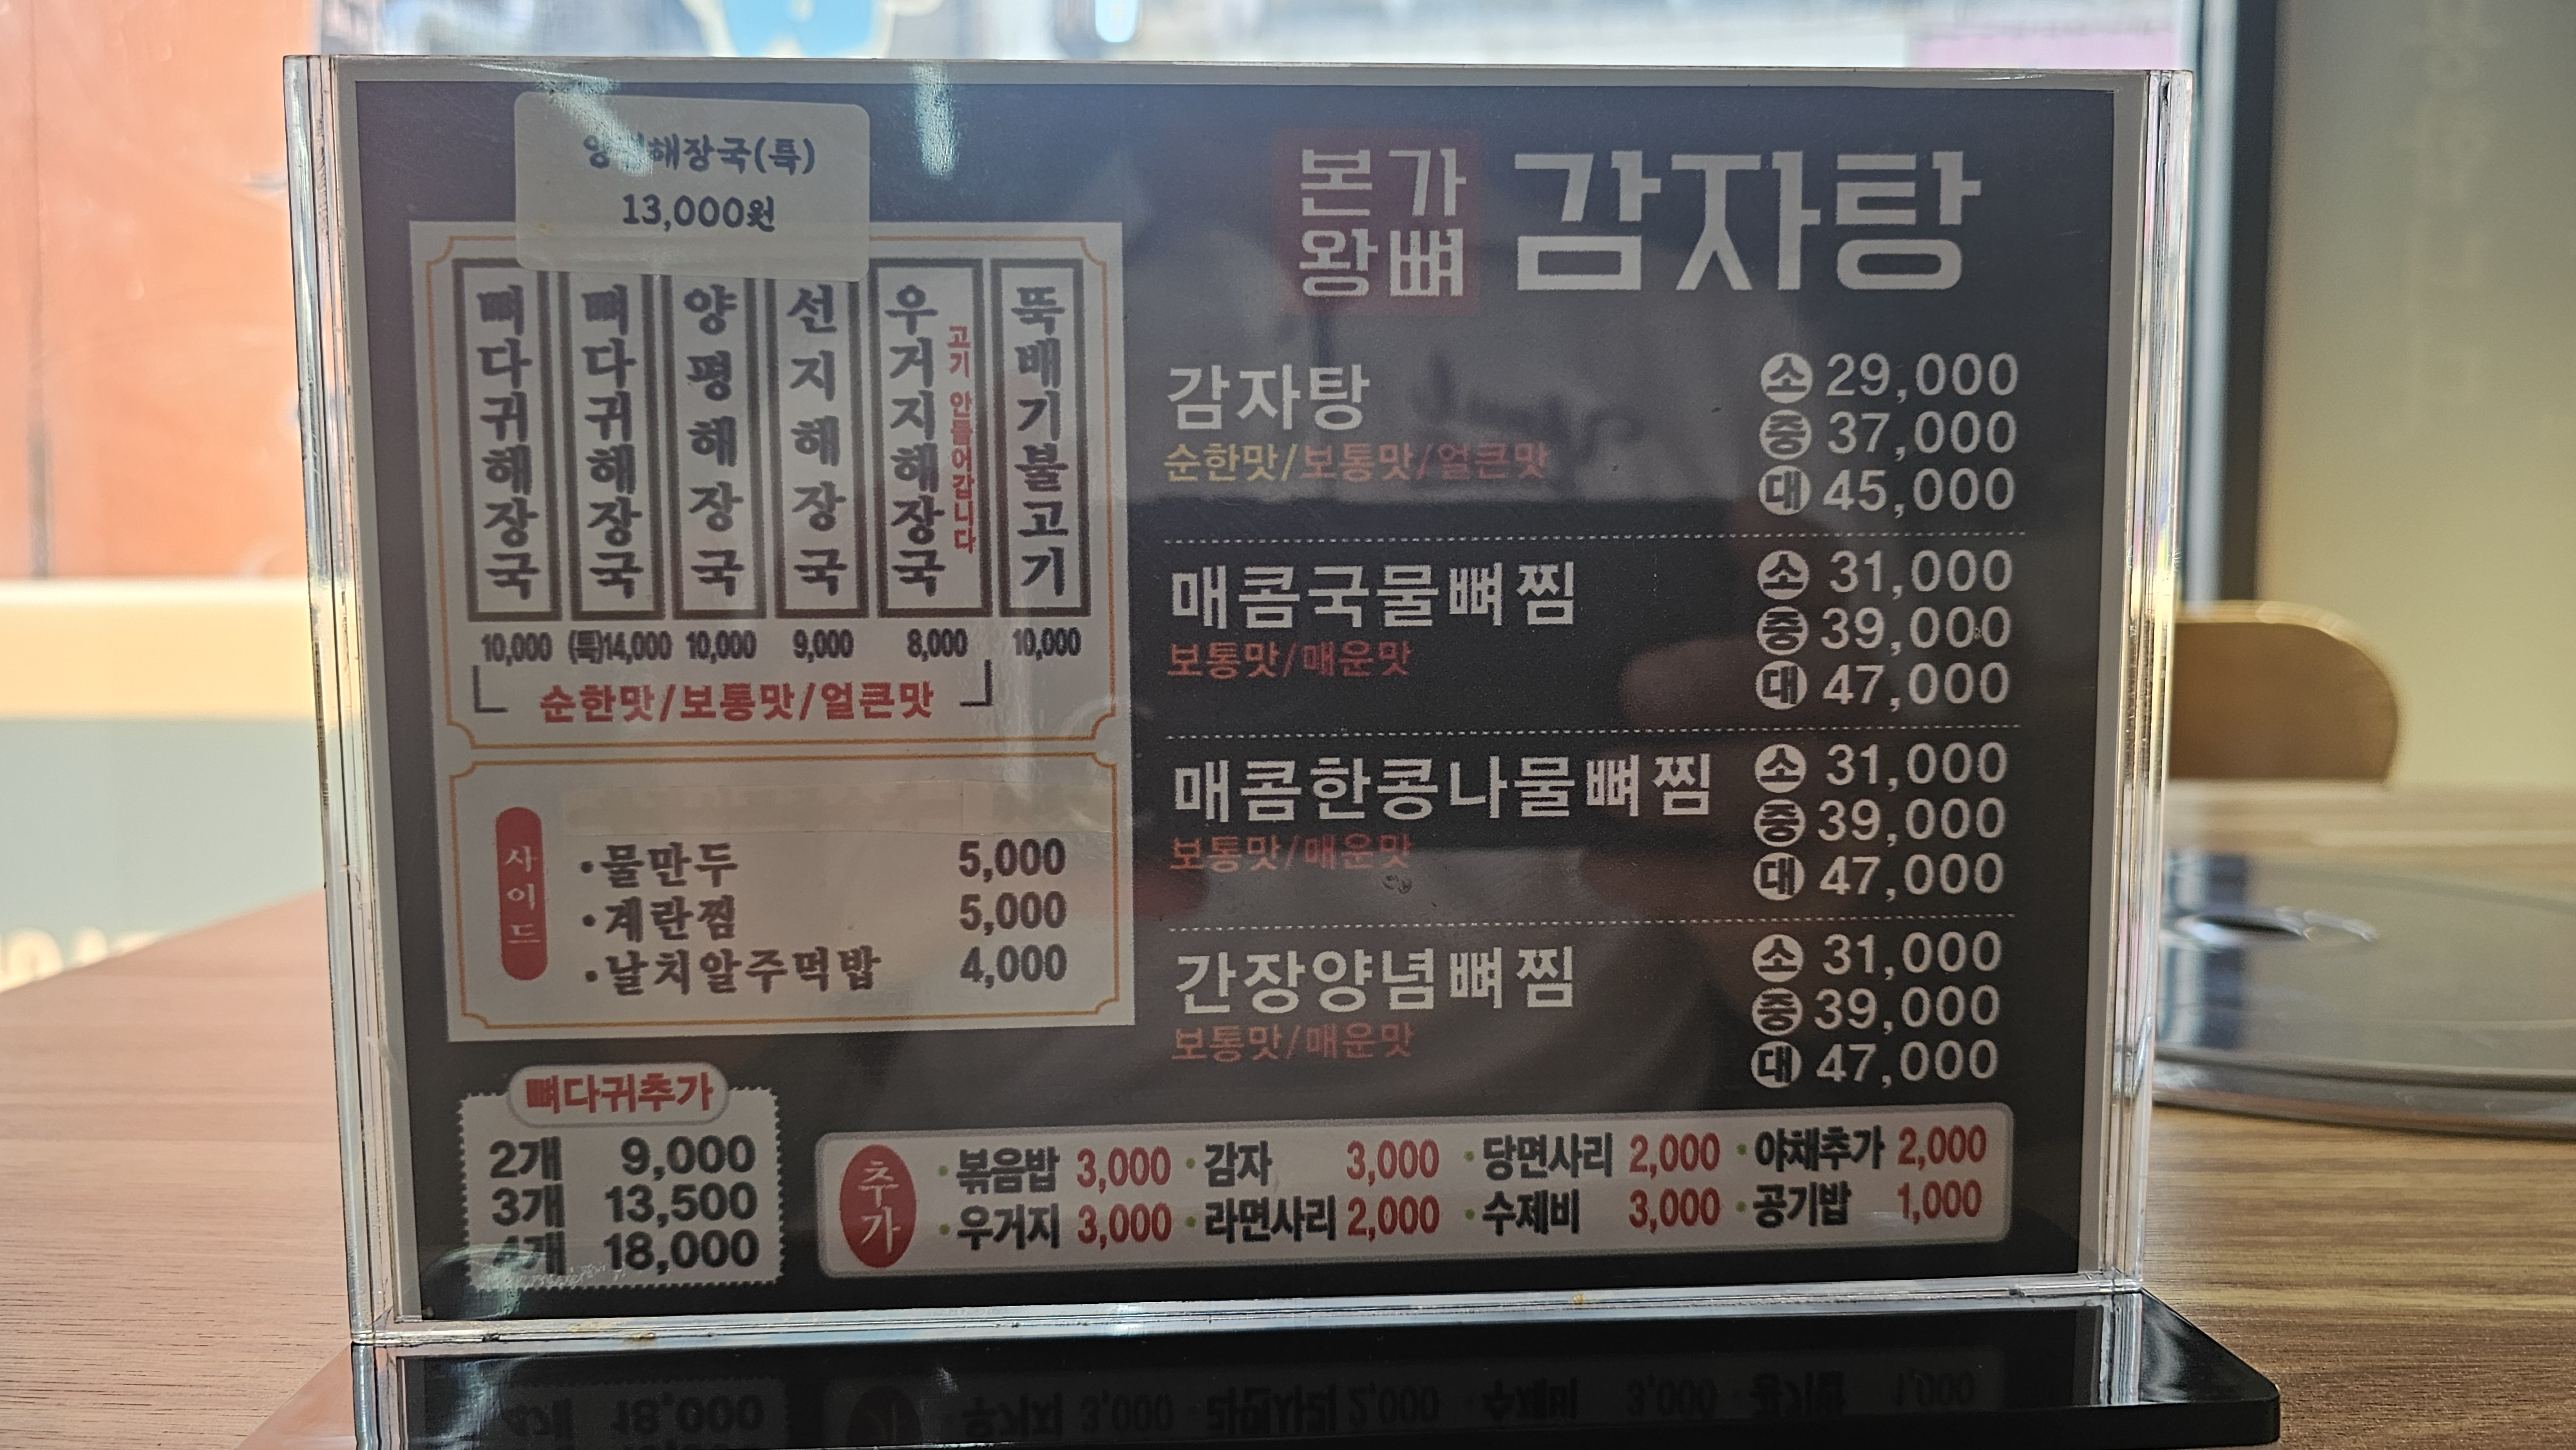 해장국(특)
13,000원
뼈다귀해장국 10,000
뼈다귀해장국 (특)14,000
양평해장국 10,000
선지해장국 9,000
우거지해장국 고기 안들어갑니다 8,000
뚝배기불고기 10,000
순한맛/보통맛/얼큰맛
사이드
•물만두 5,000
•계란찜 5,000
•날치알주먹밥 4,000
뼈다귀추가
2개 9,000
3개 13,500
4개 18,000
본가
왕뼈
감자탕
감자탕
순한맛/보통맛/얼큰맛
소 29,000
중 37,000
대 45,000
매콤국물뼈찜
보통맛/매운맛
소 31,000
중 39,000
대 47,000
매콤한콩나물뼈찜
보통맛/매운맛
소 31,000
중 39,000
대 47,000
간장양념뼈찜
보통맛/매운맛
소 31,000
중 39,000
대 47,000
추가
•볶음밥 3,000 •감자 3,000 •당면사리 2,000 •야채추가 2,000
•우거지 3,000 •라면사리 2,000 •수제비 3,000 •공기밥 1,000